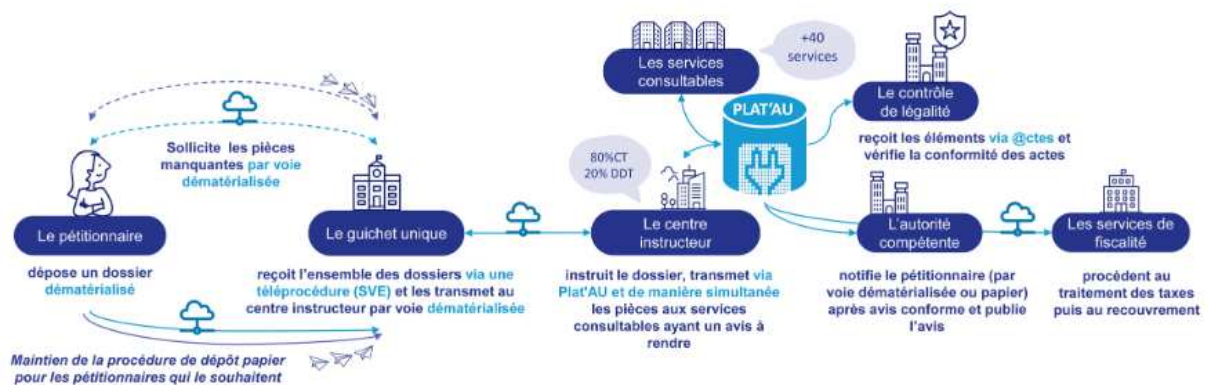 Sollicite les pièces
manquantes par voie
dématérialisée
Le pétitionnaire
dépose un dossier
dématérialisé
Maintien de la procédure de dépôt papier
pour les pétitionnaires qui le souhaitent
Le guichet unique
reçoit l'ensemble des dossiers via une
téléprocédure (SVE) et les transmet au
centre instructeur par voie dématérialisée
80%CT
20% DDT
Le centre
instructeur
instruit le dossier, transmet via
Plat'AU et de manière simultanée
les pièces aux services
consultables ayant un avis à
rendre
Les services
consultables
+40
services
PLAT'AU
Le contrôle
de légalité
reçoit les éléments via @ctes et
vérifie la conformité des actes
L'autorité
compétente
notifie le pétitionnaire (par
voie dématérialisée ou papier)
après avis conforme et publie
l'avis
Les services de
fiscalité
procédent au
traitement des taxes
puis au recouvrement